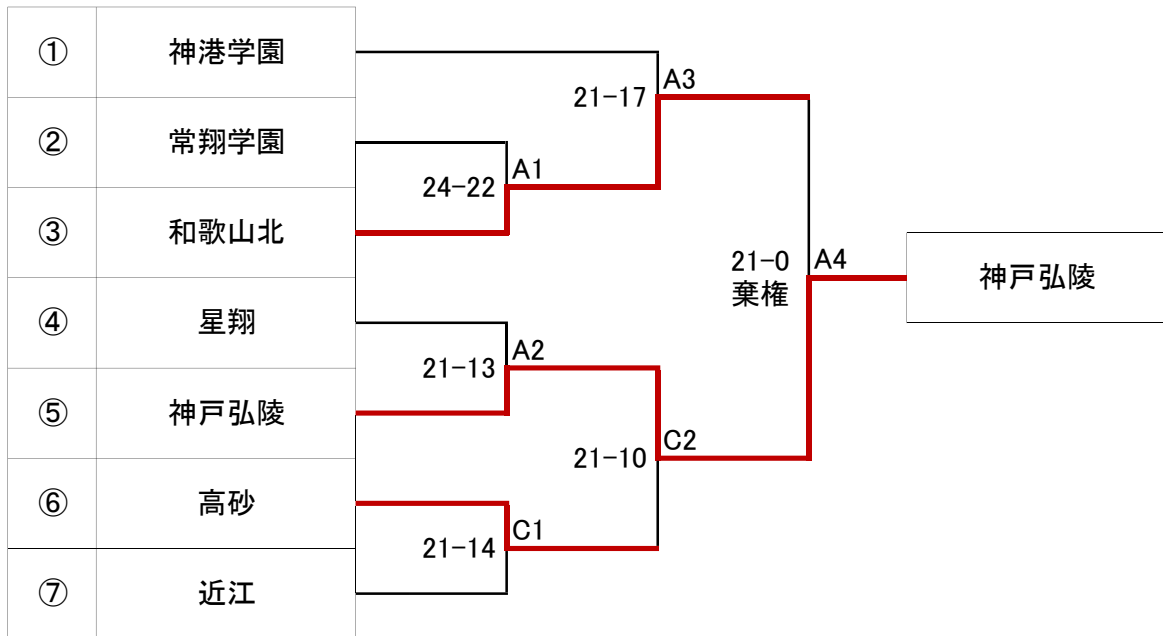 ① 神港学園
② 常翔学園
③ 和歌山北
④ 星翔
⑤ 神戸弘陵
⑥ 高砂
⑦ 近江
24-22
A1
21-13
A2
21-14
C1
21-17
A3
21-10
C2
21-0
棄権
A4
神戸弘陵